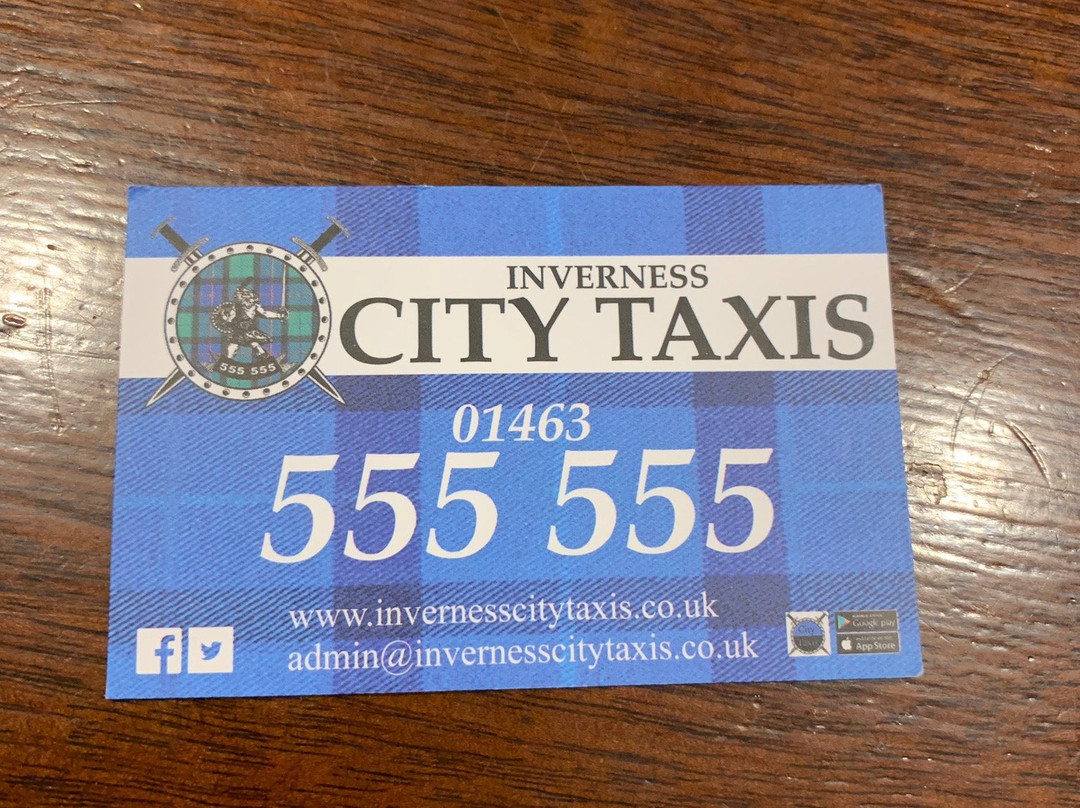 INVERNESS
CITY TAXIS
555 555
01463
555 555
www.invernesscitytaxis.co.uk
admin@invernesscitytaxis.co.uk
City
Google play
App Store